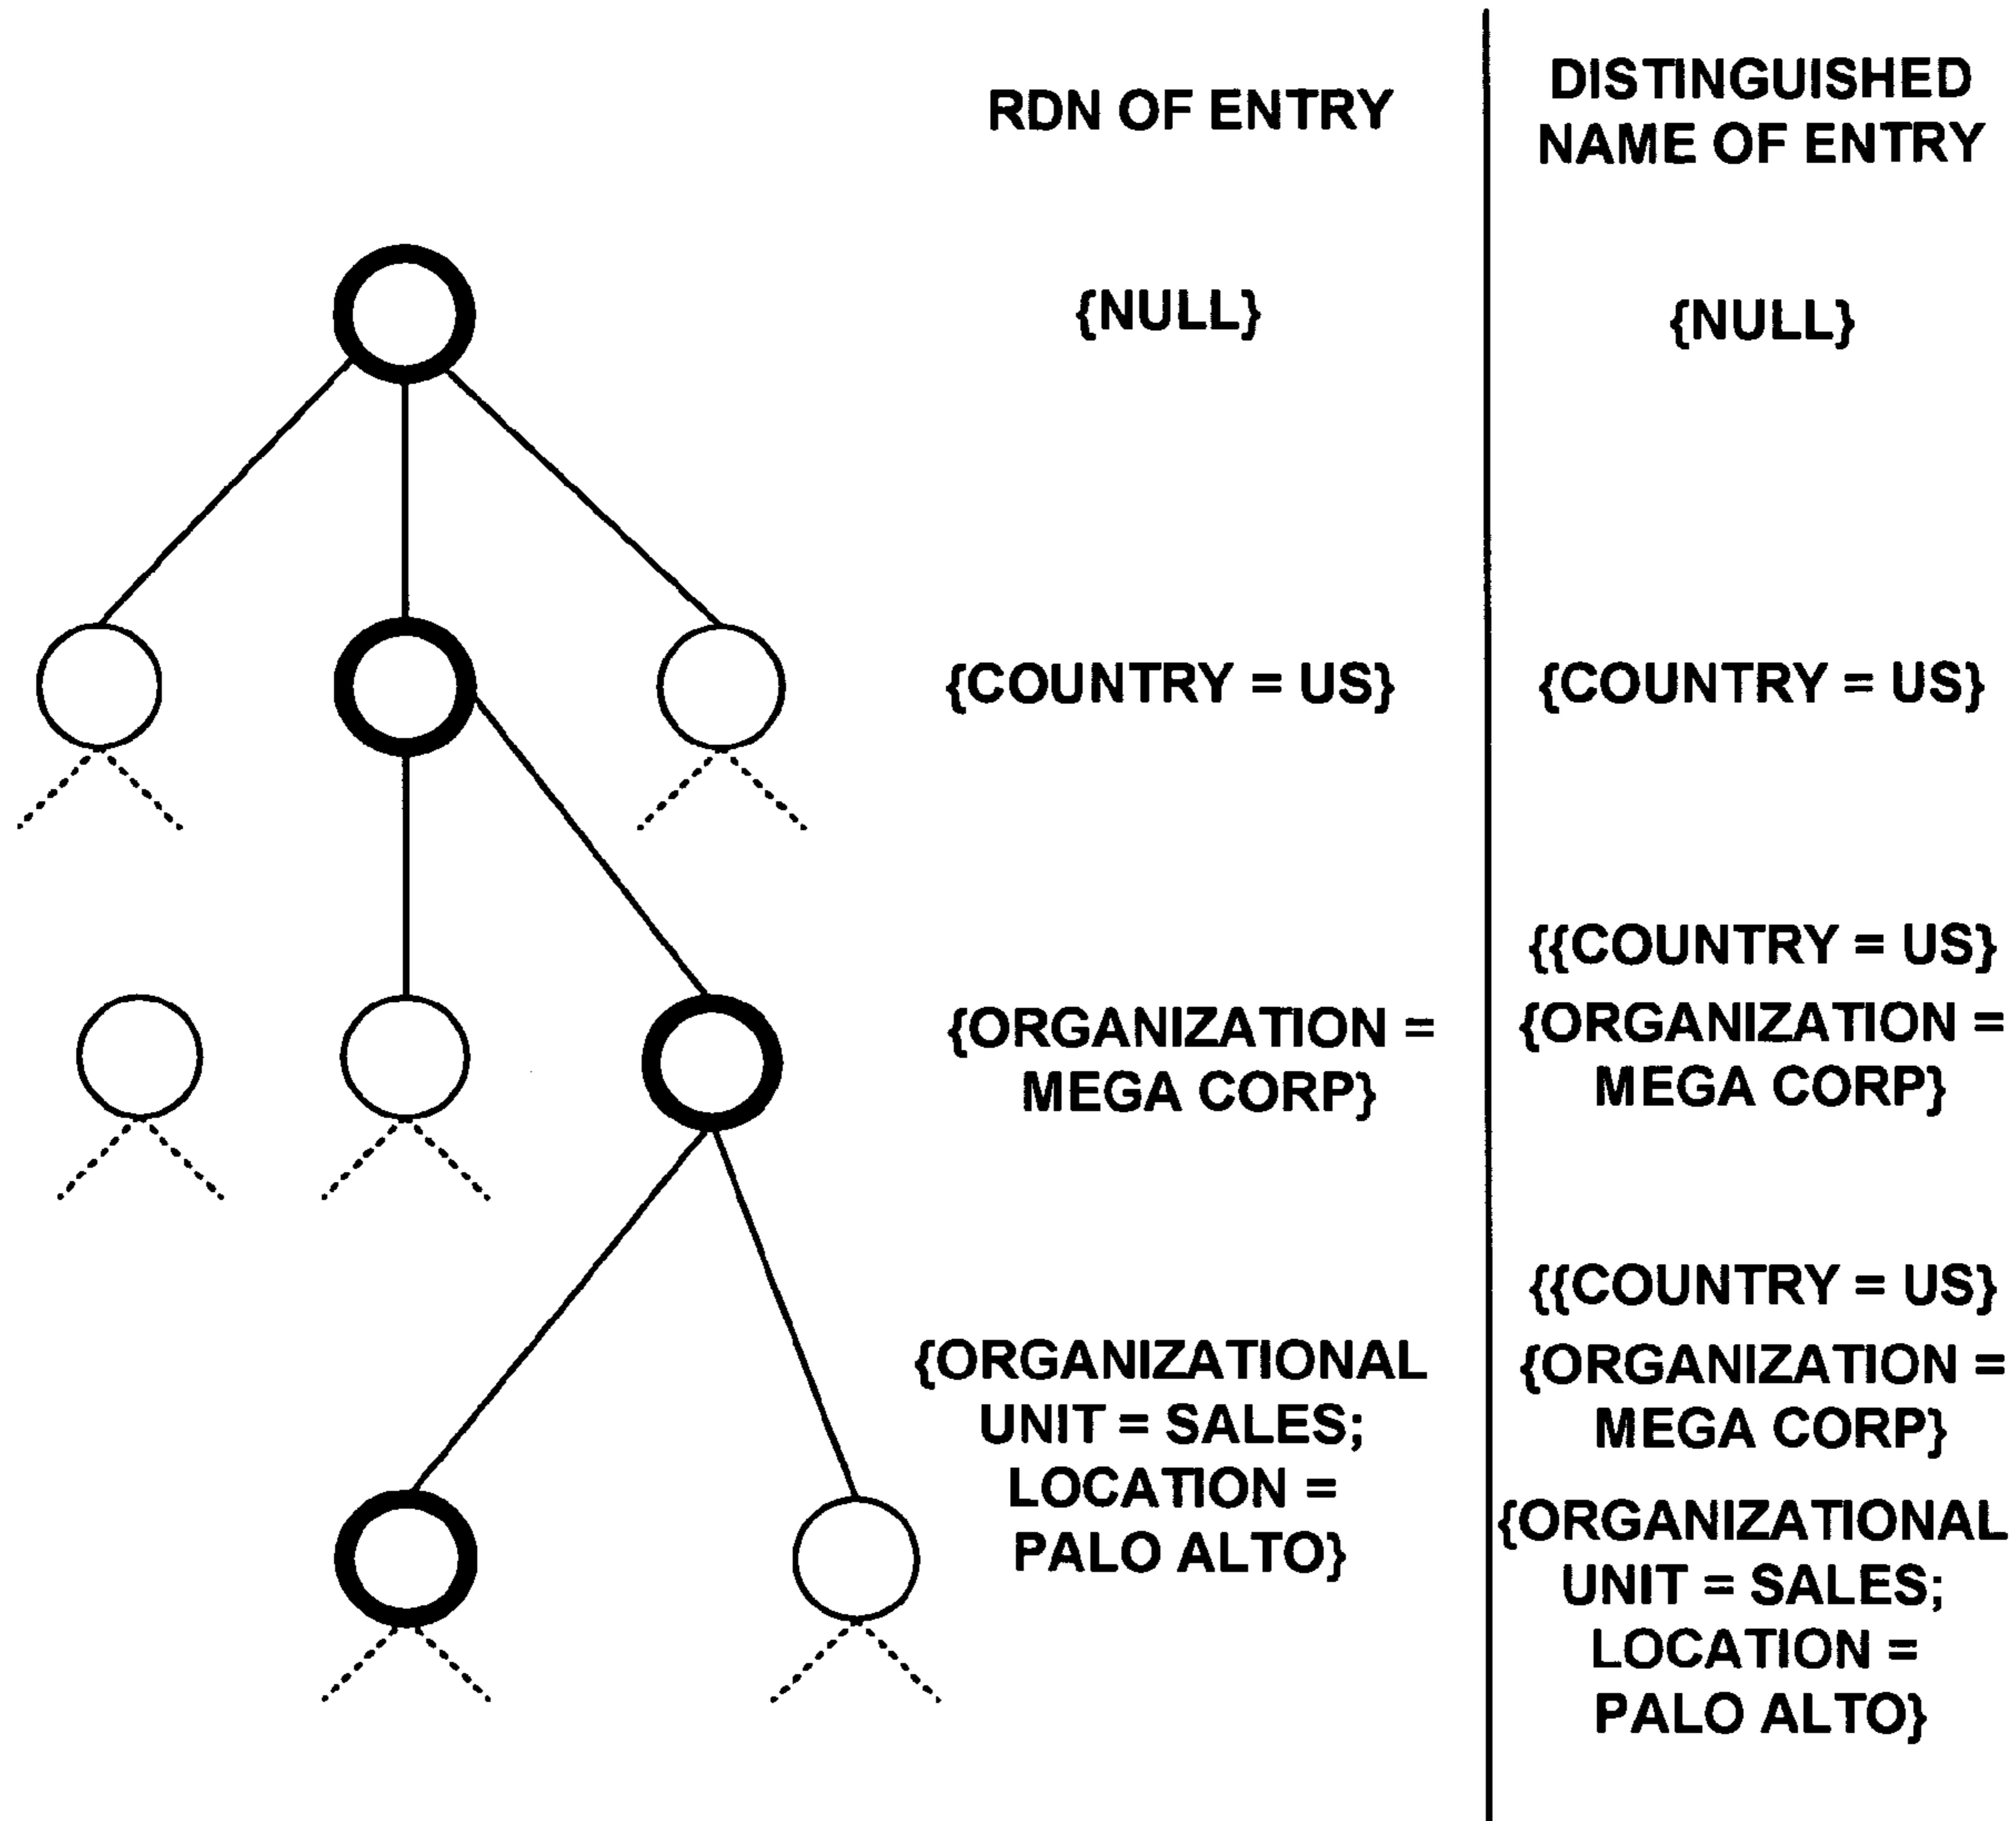 RDN OF ENTRY
DISTINGUISHED
NAME OF ENTRY
{NULL}
{NULL}
{COUNTRY = US}
{COUNTRY = US}
{ORGANIZATION =
MEGA CORP}
{{COUNTRY = US}
{ORGANIZATION =
MEGA CORP}
{ORGANIZATIONAL
UNIT = SALES;
LOCATION =
PALO ALTO}
{{COUNTRY = US}
{ORGANIZATION =
MEGA CORP}
{ORGANIZATIONAL
UNIT = SALES;
LOCATION =
PALO ALTO}